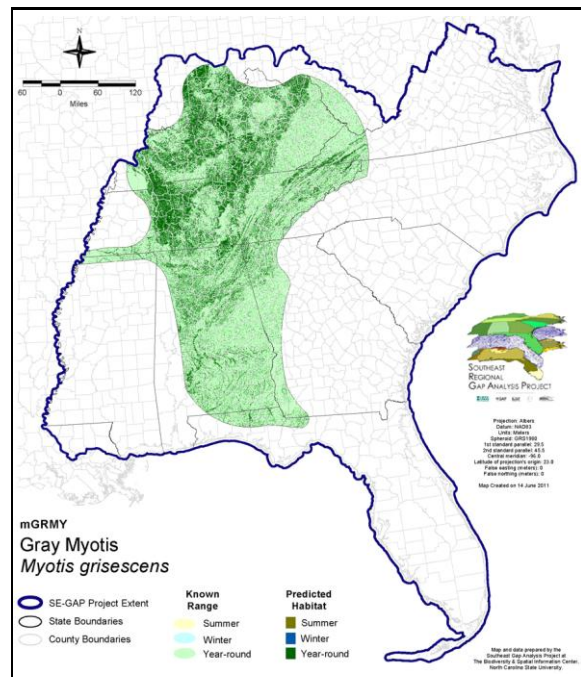 N
60 0 60 120
Miles
SOUTHEAST
REGIONAL
GAP ANALYSIS PROJECT
Projection: Albers
Datum: NAD83
Units: Meters
Spheroid: GRS1980
1st standard parallel: 29.5
2nd standard parallel: 45.5
Central meridian: -96.0
Latitude of projection's origin: 23.0
False easting (meters): 0
False northing (meters): 0
Map Created on 14 June 2011
mGRMY
Gray Myotis
Myotis grisescens
SE-GAP Project Extent
State Boundaries
County Boundaries
Known
Range
Summer
Winter
Year-round
Predicted
Habitat
Summer
Winter
Year-round
Map and data prepared by the
Southeast Gap Analysis Project at
The Biodiversity & Spatial Information Center,
North Carolina State University.